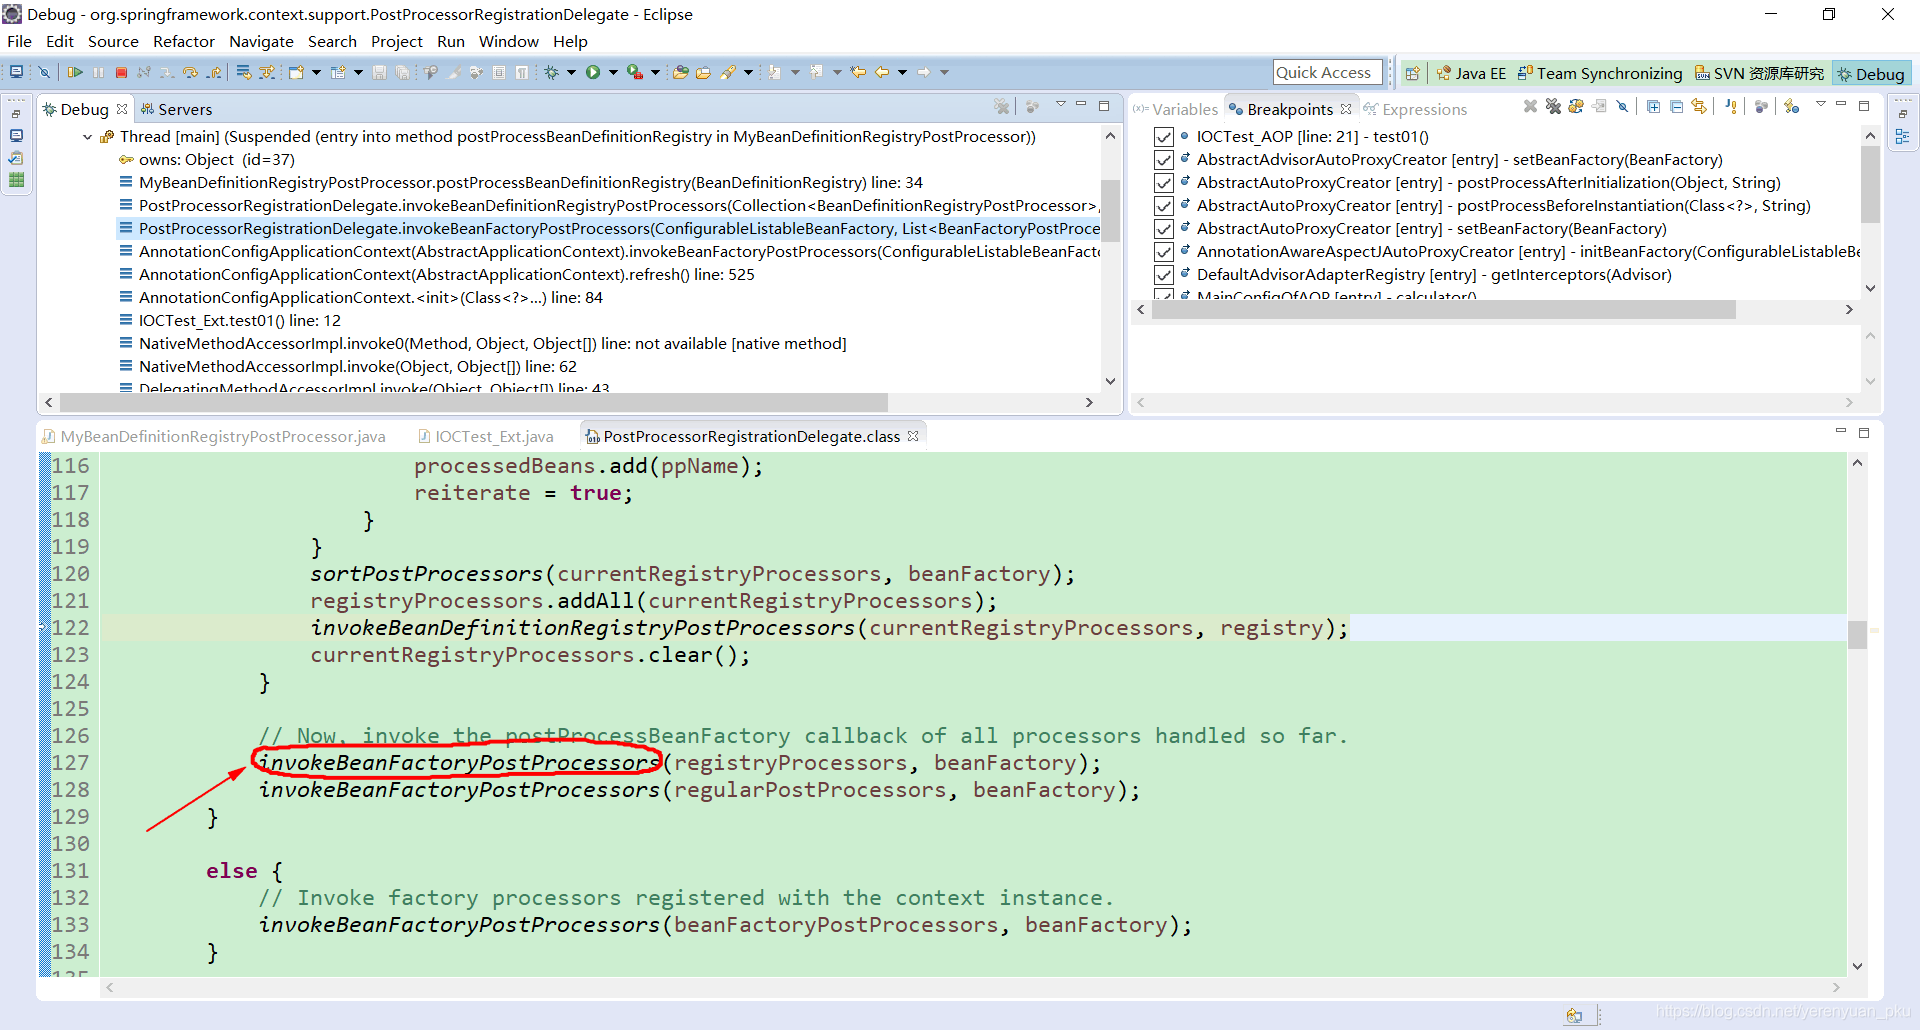 Debug - org.springframework.context.support.PostProcessorRegistrationDelegate - Eclipse
File Edit Source Refactor Navigate Search Project Run Window Help
Quick Access
Java EE
Team Synchronizing
SVN 资源库研究
Debug
Debug
Servers
Thread [main] (Suspended (entry into method postProcessBeanDefinitionRegistry in MyBeanDefinitionRegistryPostProcessor))
owns: Object (id=37)
MyBeanDefinitionRegistryPostProcessor.postProcessBeanDefinitionRegistry(BeanDefinitionRegistry) line: 34
PostProcessorRegistrationDelegate.invokeBeanDefinitionRegistryPostProcessors(Collection<BeanDefinitionRegistryPostProcessor>,
PostProcessorRegistrationDelegate.invokeBeanFactoryPostProcessors(ConfigurableListableBeanFactory, List<BeanFactoryPostProce
AnnotationConfigApplicationContext(AbstractApplicationContext).invokeBeanFactoryPostProcessors(ConfigurableListableBeanFact
AnnotationConfigApplicationContext(AbstractApplicationContext).refresh() line: 525
AnnotationConfigApplicationContext.<init>(Class<?>...) line: 84
IOCTest_Ext.test01() line: 12
NativeMethodAccessorImpl.invoke0(Method, Object, Object[]) line: not available [native method]
NativeMethodAccessorImpl.invoke(Object, Object[]) line: 62
DelegatingMethodAccessorImpl.invoke(Object, Object[]) line: 43
(x)= Variables
Breakpoints
Expressions
IOCTest_AOP [line: 21] - test01()
AbstractAdvisorAutoProxyCreator [entry] - setBeanFactory(BeanFactory)
AbstractAutoProxyCreator [entry] - postProcessAfterInitialization(Object, String)
AbstractAutoProxyCreator [entry] - postProcessBeforeInstantiation(Class<?>, String)
AbstractAutoProxyCreator [entry] - setBeanFactory(BeanFactory)
AnnotationAwareAspectJAutoProxyCreator [entry] - initBeanFactory(ConfigurableListableBe
DefaultAdvisorAdapterRegistry [entry] - getInterceptors(Advisor)
MainConfigOfAOP [entry] - calculator()
MyBeanDefinitionRegistryPostProcessor.java
IOCTest_Ext.java
PostProcessorRegistrationDelegate.class
116 processedBeans.add(ppName);
117 reiterate = true;
118 }
119 }
120 sortPostProcessors(currentRegistryProcessors, beanFactory);
121 registryProcessors.addAll(currentRegistryProcessors);
122 invokeBeanDefinitionRegistryPostProcessors(currentRegistryProcessors, registry);
123 currentRegistryProcessors.clear();
124 }
125
126 // Now, invoke the postProcessBeanFactory callback of all processors handled so far.
127 invokeBeanFactoryPostProcessors(registryProcessors, beanFactory);
128 invokeBeanFactoryPostProcessors(regularPostProcessors, beanFactory);
129 }
130
131 else {
132 // Invoke factory processors registered with the context instance.
133 invokeBeanFactoryPostProcessors(beanFactoryPostProcessors, beanFactory);
134 }
135
https://blog.csdn.net/yerenyuan_pku